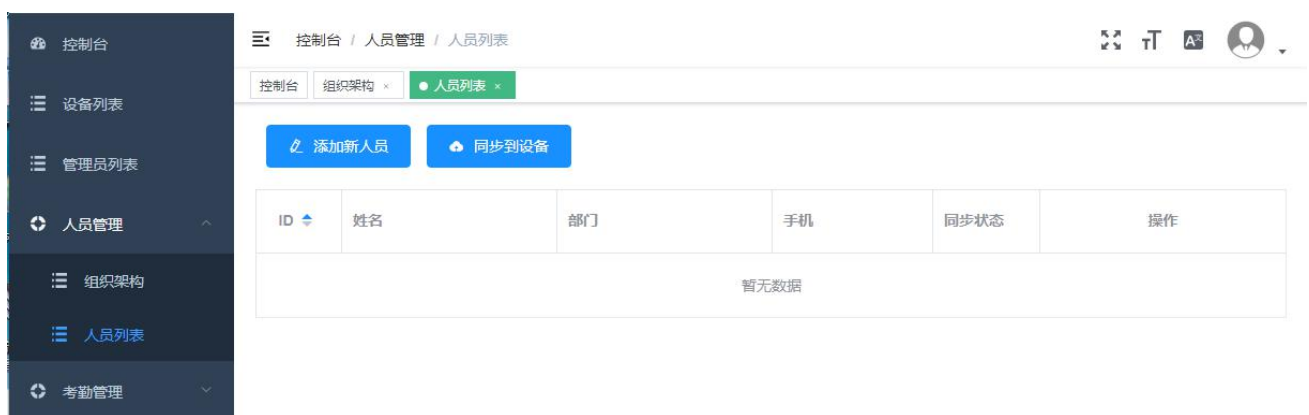 控制台
设备列表
管理员列表
人员管理
组织架构
人员列表
考勤管理
控制台 / 人员管理 / 人员列表
控制台 组织架构 × 人员列表 ×
添加新人员 同步到设备
ID 姓名 部门 手机 同步状态 操作
暂无数据